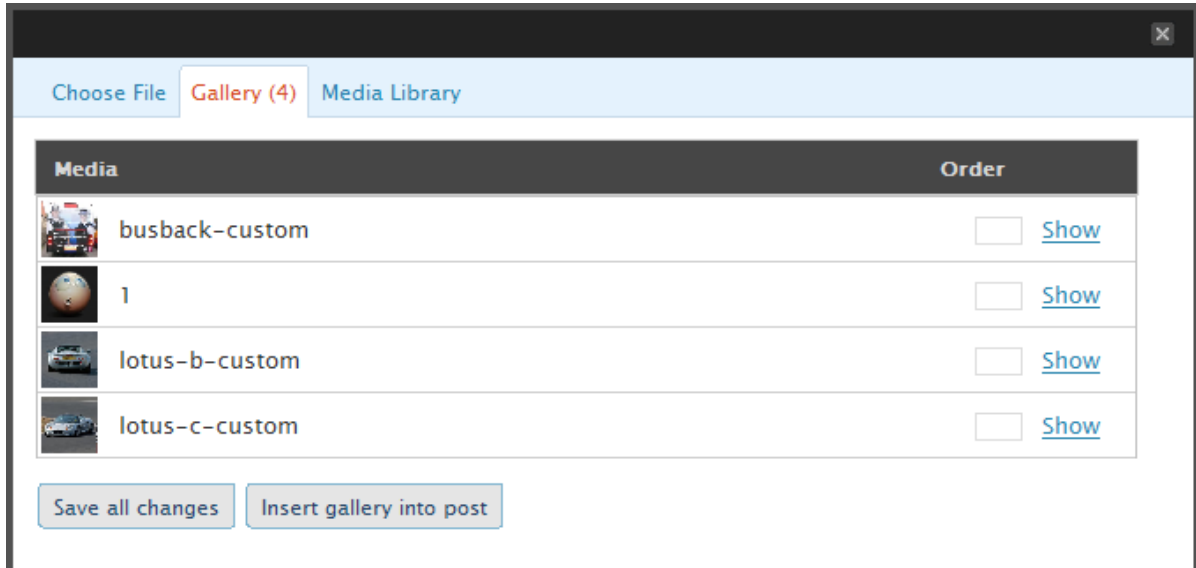 Choose File Gallery (4) Media Library
Media Order
busback-custom Show
1 Show
lotus-b-custom Show
lotus-c-custom Show
Save all changes Insert gallery into post